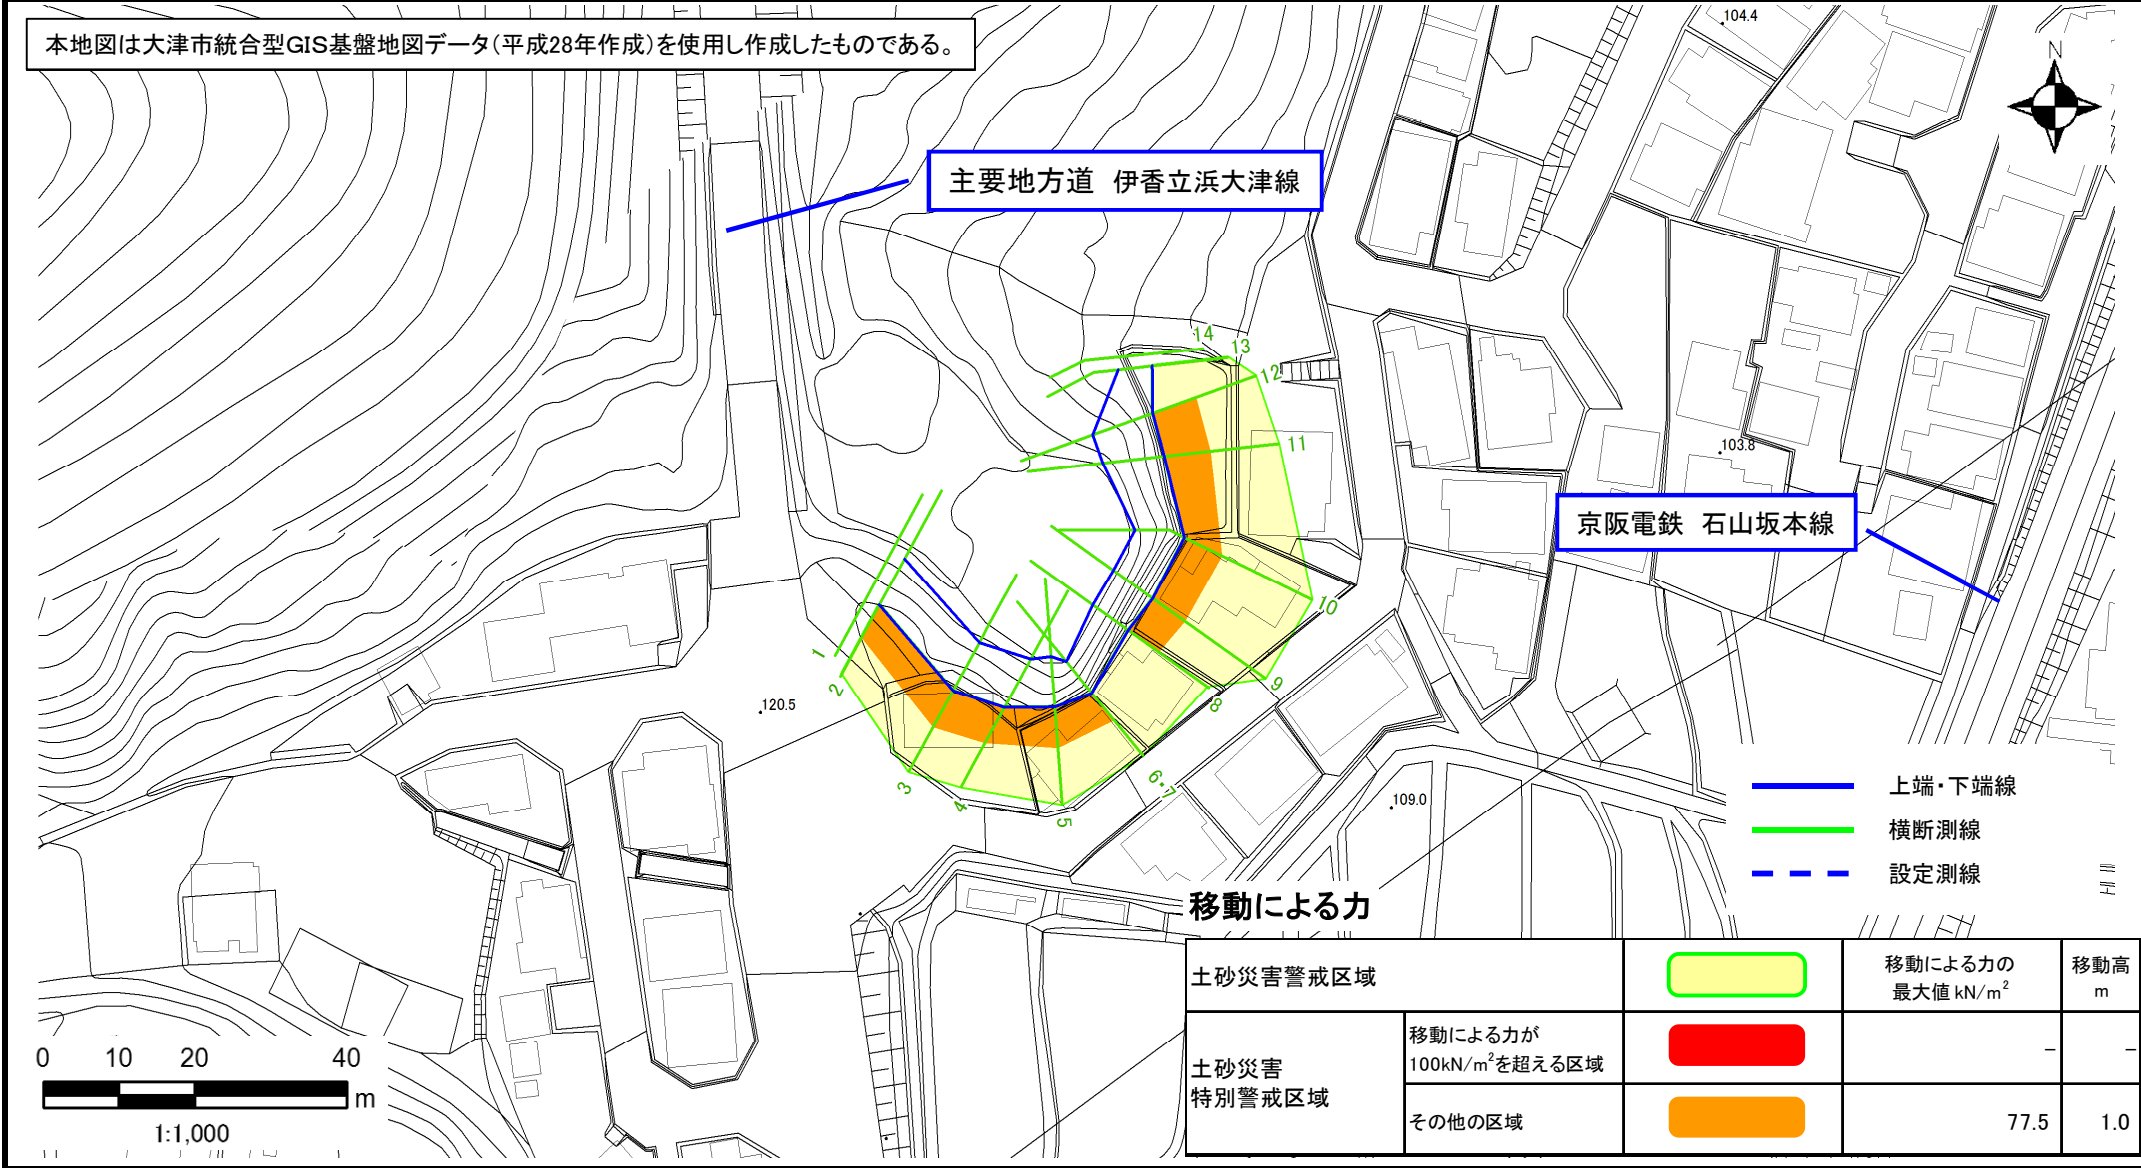 本地図は大津市統合型GIS基盤地図データ(平成28年作成)を使用し作成したものである。
104.4
N
主要地方道 伊香立浜大津線
14
13
12
11
103.8
京阪電鉄 石山坂本線
10
1
2
9
8
120.5
3
4
5
6・7
109.0
上端・下端線
横断測線
設定測線
移動による力
土砂災害警戒区域
移動による力の
最大値 kN/m²
移動高
m
土砂災害
特別警戒区域
移動による力が
100kN/m²を超える区域
–
–
その他の区域
77.5
1.0
0 10 20 40
m
1:1,000